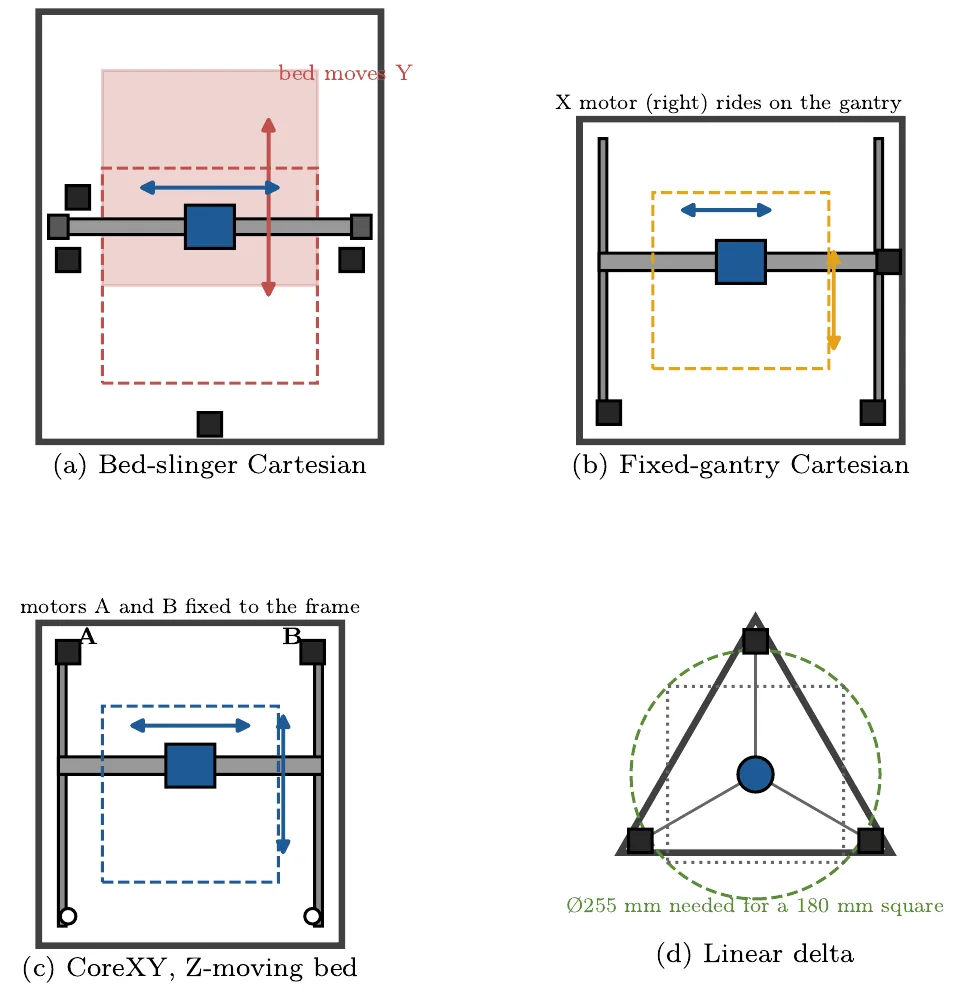 bed moves Y
(a) Bed-slinger Cartesian
X motor (right) rides on the gantry
(b) Fixed-gantry Cartesian
motors A and B fixed to the frame
A
B
(c) CoreXY, Z-moving bed
Ø255 mm needed for a 180 mm square
(d) Linear delta